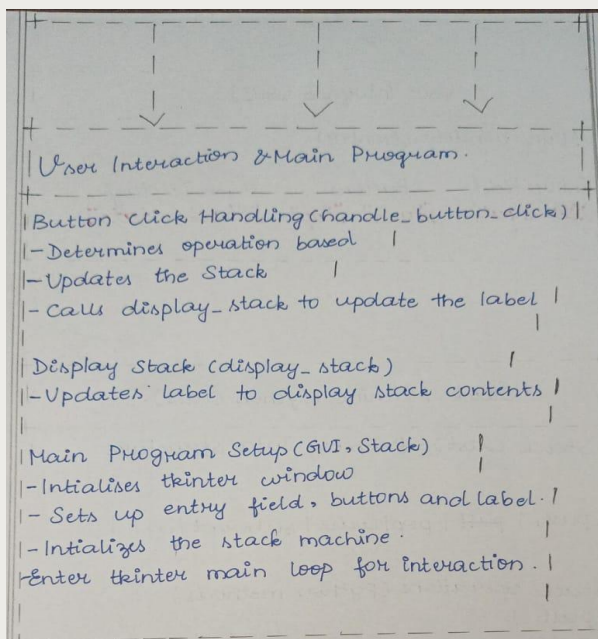 User Interaction & Main Program.
Button Click Handling (handle_button_click)
- Determines operation based
- Updates the Stack
- Calls display_stack to update the label
Display Stack (display_stack)
- Updates label to display stack contents
Main Program Setup (GUI, Stack)
- Intialises tkinter window
- Sets up entry field, buttons and label.
- Intializes the stack machine.
- Enter tkinter main loop for interaction.